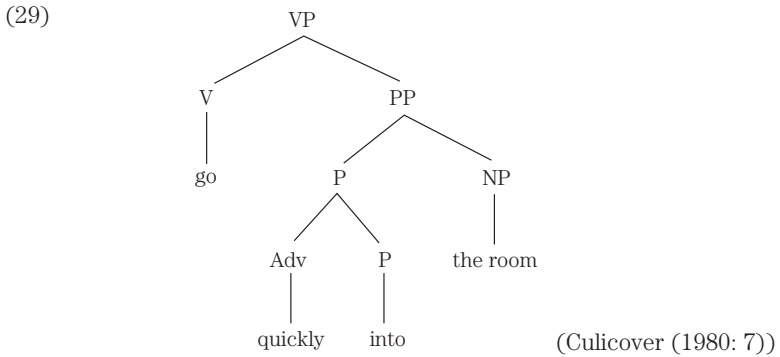 (29) VP
V PP
go P NP
Adv P the room
quickly into (Culicover (1980: 7))